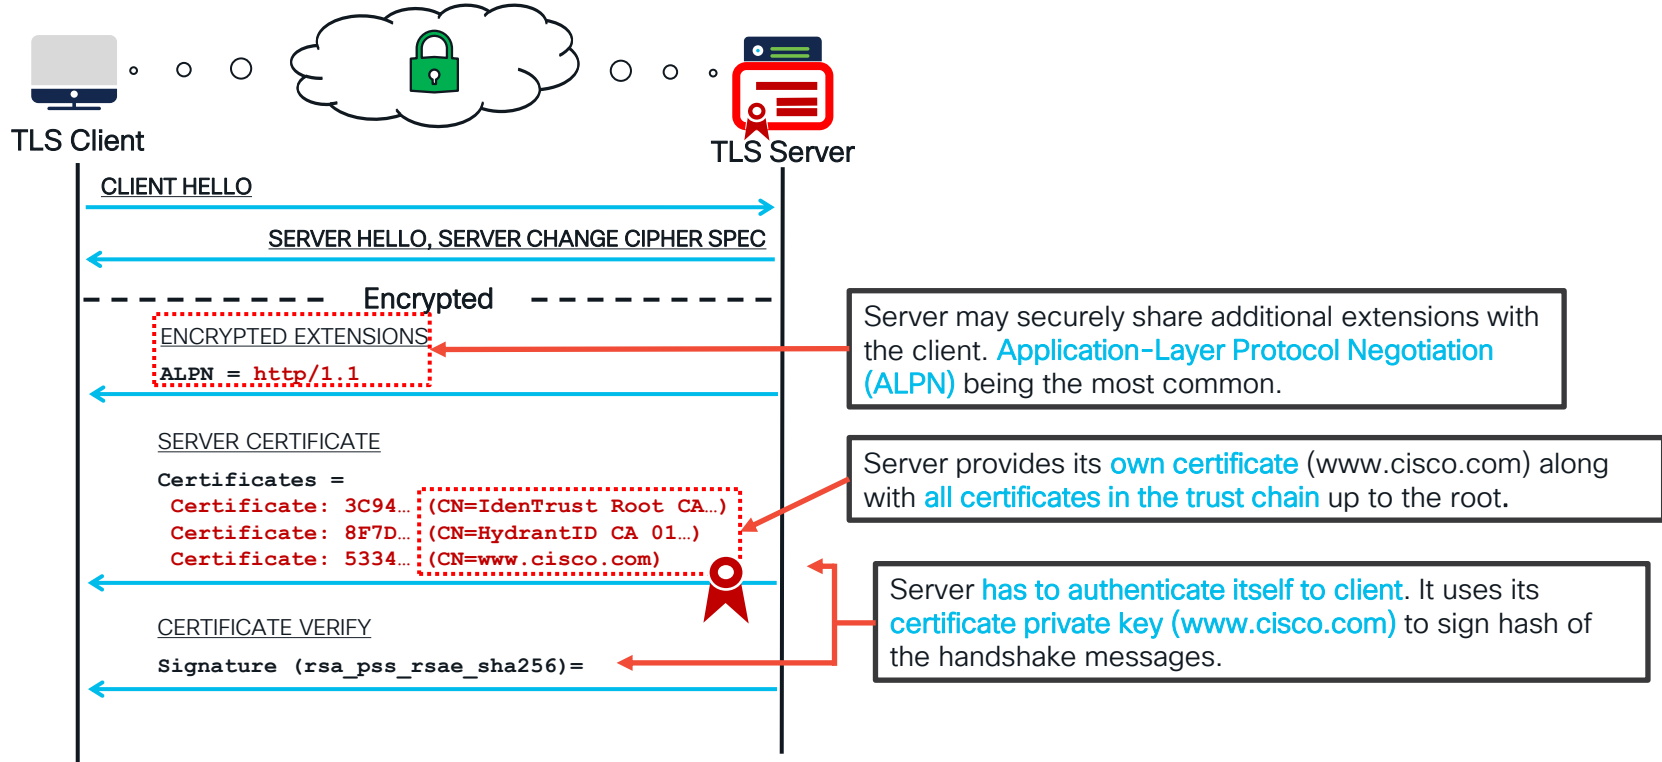 TLS Client
TLS Server
CLIENT HELLO
SERVER HELLO, SERVER CHANGE CIPHER SPEC
Encrypted
ENCRYPTED EXTENSIONS
ALPN = http/1.1
Server may securely share additional extensions with
the client. Application-Layer Protocol Negotiation
(ALPN) being the most common.
SERVER CERTIFICATE
Certificates =
Certificate: 3C94… (CN=IdenTrust Root CA…)
Certificate: 8F7D… (CN=HydrantID CA 01…)
Certificate: 5334… (CN=www.cisco.com)
Server provides its own certificate (www.cisco.com) along
with all certificates in the trust chain up to the root.
CERTIFICATE VERIFY
Signature (rsa_pss_rsae_sha256)=
Server has to authenticate itself to client. It uses its
certificate private key (www.cisco.com) to sign hash of
the handshake messages.